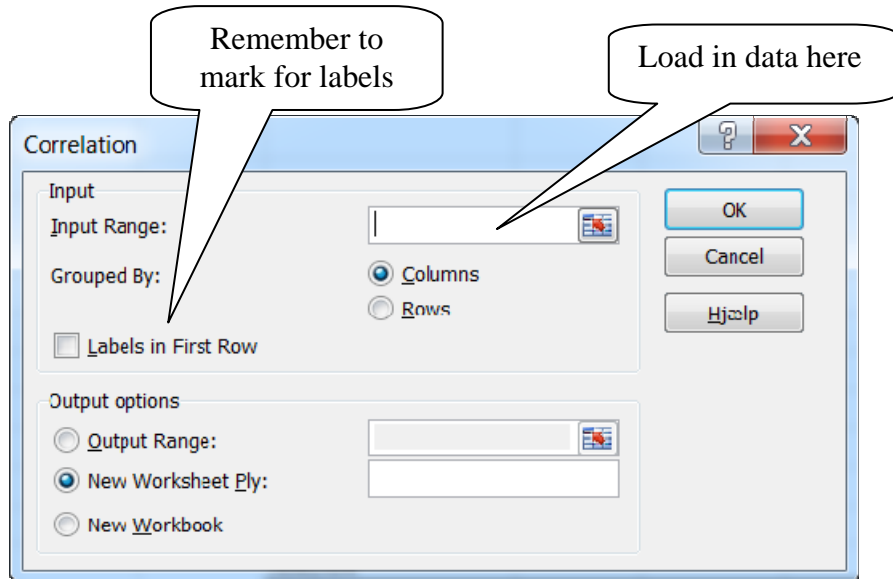 Remember to
mark for labels
Load in data here
Correlation
Input
Input Range:
Grouped By:
Columns
Rows
Labels in First Row
OK
Cancel
Hjælp
Output options
Output Range:
New Worksheet Ply:
New Workbook